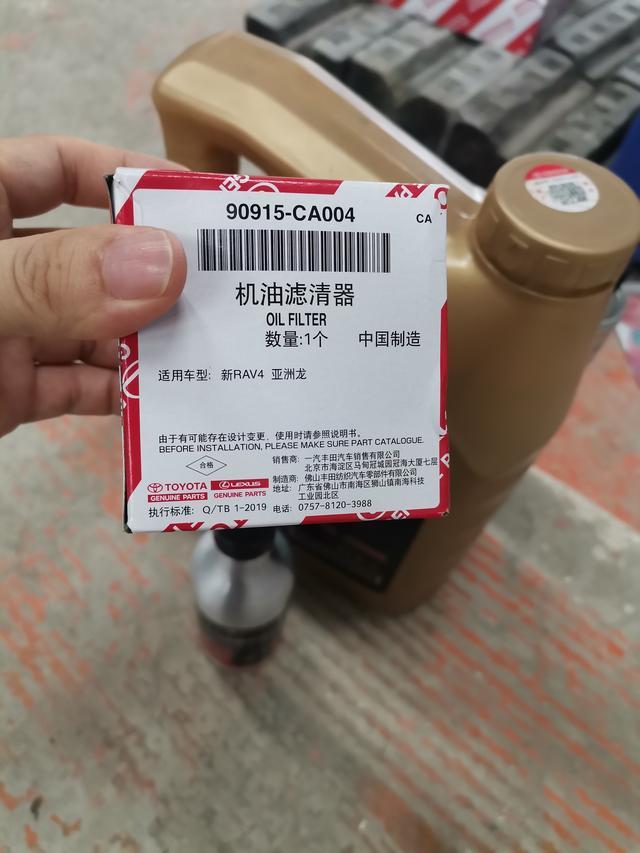 90915-CA004
CA
机油滤清器
OIL FILTER
数量:1个 中国制造
适用车型: 新RAV4 亚洲龙
由于有可能存在设计变更, 使用时请参照说明书。
BEFORE INSTALLATION, PLEASE MAKE SURE PART CATALOGUE.
合格
销售商: 一汽丰田汽车销售有限公司
北京市海淀区马甸冠城园冠海大厦七层
制造商: 佛山丰田纺织汽车零部件有限公司
地址: 广东省佛山市南海区狮山镇南海科技
工业园北区
电话: 0757-8120-3988
TOYOTA
GENUINE PARTS
LEXUS
GENUINE PARTS
执行标准: Q/TB 1-2019